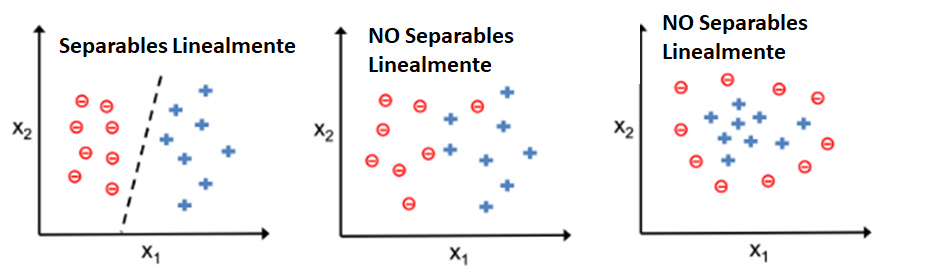 Separables Linealmente
x₂
x₁
NO Separables
Linealmente
x₂
x₁
NO Separables
Linealmente
x₂
x₁